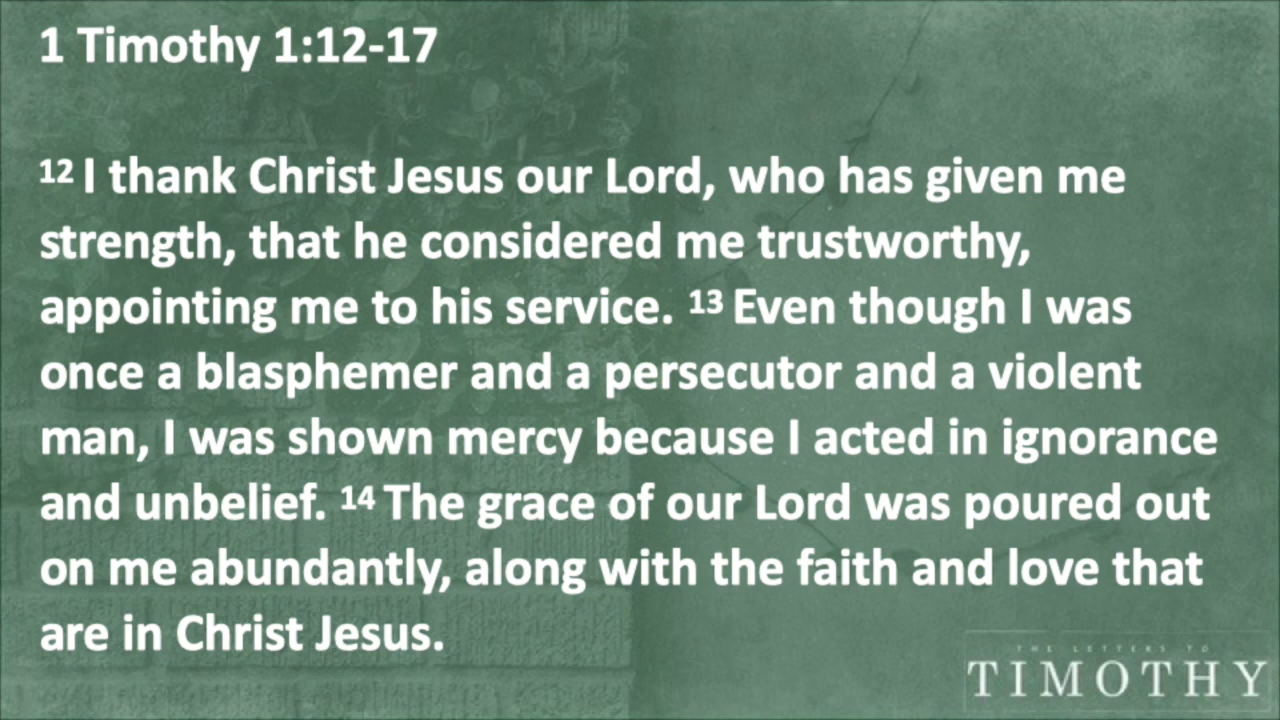 1 Timothy 1:12-17
12 I thank Christ Jesus our Lord, who has given me
strength, that he considered me trustworthy,
appointing me to his service. 13 Even though I was
once a blasphemer and a persecutor and a violent
man, I was shown mercy because I acted in ignorance
and unbelief. 14 The grace of our Lord was poured out
on me abundantly, along with the faith and love that
are in Christ Jesus.
THE LETTERS TO
TIMOTHY